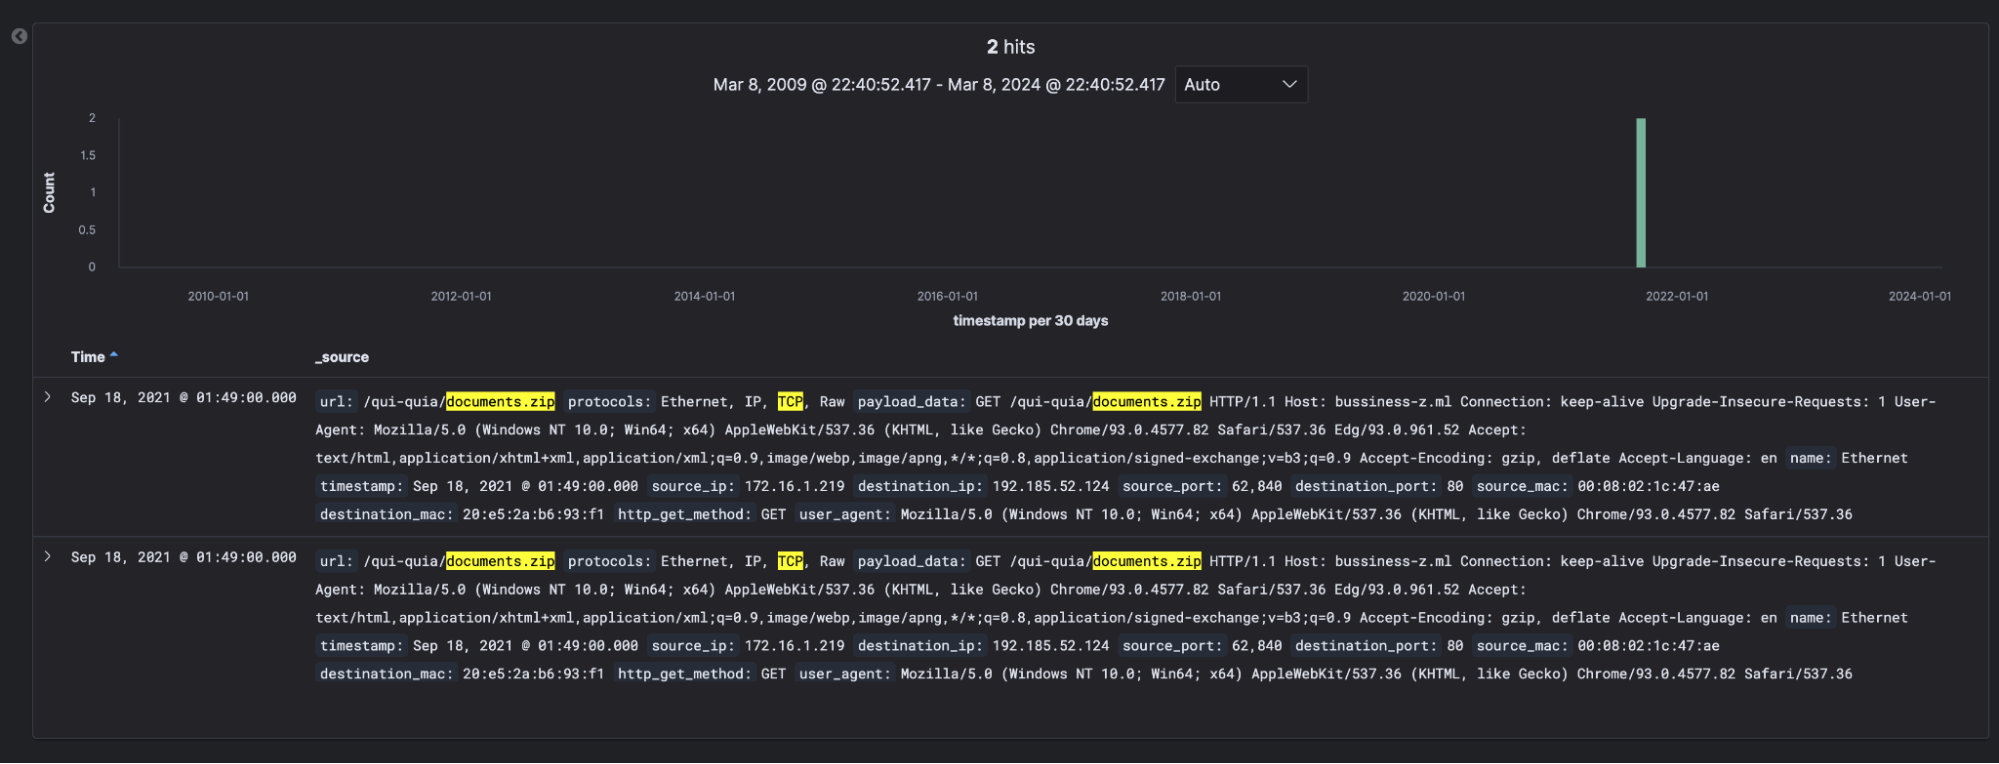 2 hits
Mar 8, 2009 @ 22:40:52.417 - Mar 8, 2024 @ 22:40:52.417 Auto
2
1.5
1
0.5
0
Count
2010-01-01 2012-01-01 2014-01-01 2016-01-01 2018-01-01 2020-01-01 2022-01-01 2024-01-01
timestamp per 30 days
Time _source
Sep 18, 2021 @ 01:49:00.000 url: /qui-quia/documents.zip protocols: Ethernet, IP, TCP, Raw payload_data: GET /qui-quia/documents.zip HTTP/1.1 Host: bussiness-z.ml Connection: keep-alive Upgrade-Insecure-Requests: 1 User-
Agent: Mozilla/5.0 (Windows NT 10.0; Win64; x64) AppleWebKit/537.36 (KHTML, like Gecko) Chrome/93.0.4577.82 Safari/537.36 Edg/93.0.961.52 Accept:
text/html,application/xhtml+xml,application/xml;q=0.9,image/webp,image/apng,*/*;q=0.8,application/signed-exchange;v=b3;q=0.9 Accept-Encoding: gzip, deflate Accept-Language: en name: Ethernet
timestamp: Sep 18, 2021 @ 01:49:00.000 source_ip: 172.16.1.219 destination_ip: 192.185.52.124 source_port: 62,840 destination_port: 80 source_mac: 00:08:02:1c:47:ae
destination_mac: 20:e5:2a:b6:93:f1 http_get_method: GET user_agent: Mozilla/5.0 (Windows NT 10.0; Win64; x64) AppleWebKit/537.36 (KHTML, like Gecko) Chrome/93.0.4577.82 Safari/537.36
Sep 18, 2021 @ 01:49:00.000 url: /qui-quia/documents.zip protocols: Ethernet, IP, TCP, Raw payload_data: GET /qui-quia/documents.zip HTTP/1.1 Host: bussiness-z.ml Connection: keep-alive Upgrade-Insecure-Requests: 1 User-
Agent: Mozilla/5.0 (Windows NT 10.0; Win64; x64) AppleWebKit/537.36 (KHTML, like Gecko) Chrome/93.0.4577.82 Safari/537.36 Edg/93.0.961.52 Accept:
text/html,application/xhtml+xml,application/xml;q=0.9,image/webp,image/apng,*/*;q=0.8,application/signed-exchange;v=b3;q=0.9 Accept-Encoding: gzip, deflate Accept-Language: en name: Ethernet
timestamp: Sep 18, 2021 @ 01:49:00.000 source_ip: 172.16.1.219 destination_ip: 192.185.52.124 source_port: 62,840 destination_port: 80 source_mac: 00:08:02:1c:47:ae
destination_mac: 20:e5:2a:b6:93:f1 http_get_method: GET user_agent: Mozilla/5.0 (Windows NT 10.0; Win64; x64) AppleWebKit/537.36 (KHTML, like Gecko) Chrome/93.0.4577.82 Safari/537.36